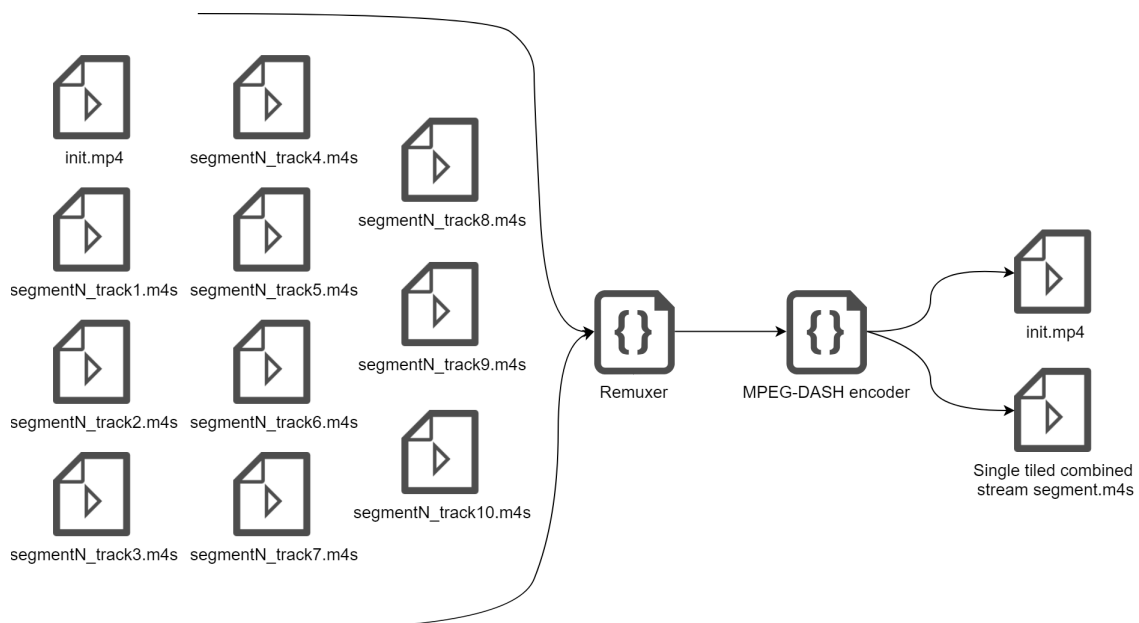 init.mp4
segmentN_track1.m4s
segmentN_track2.m4s
segmentN_track3.m4s
segmentN_track4.m4s
segmentN_track5.m4s
segmentN_track6.m4s
segmentN_track7.m4s
segmentN_track8.m4s
segmentN_track9.m4s
segmentN_track10.m4s
{}
Remuxer
{}
MPEG-DASH encoder
init.mp4
Single tiled combined
stream segment.m4s